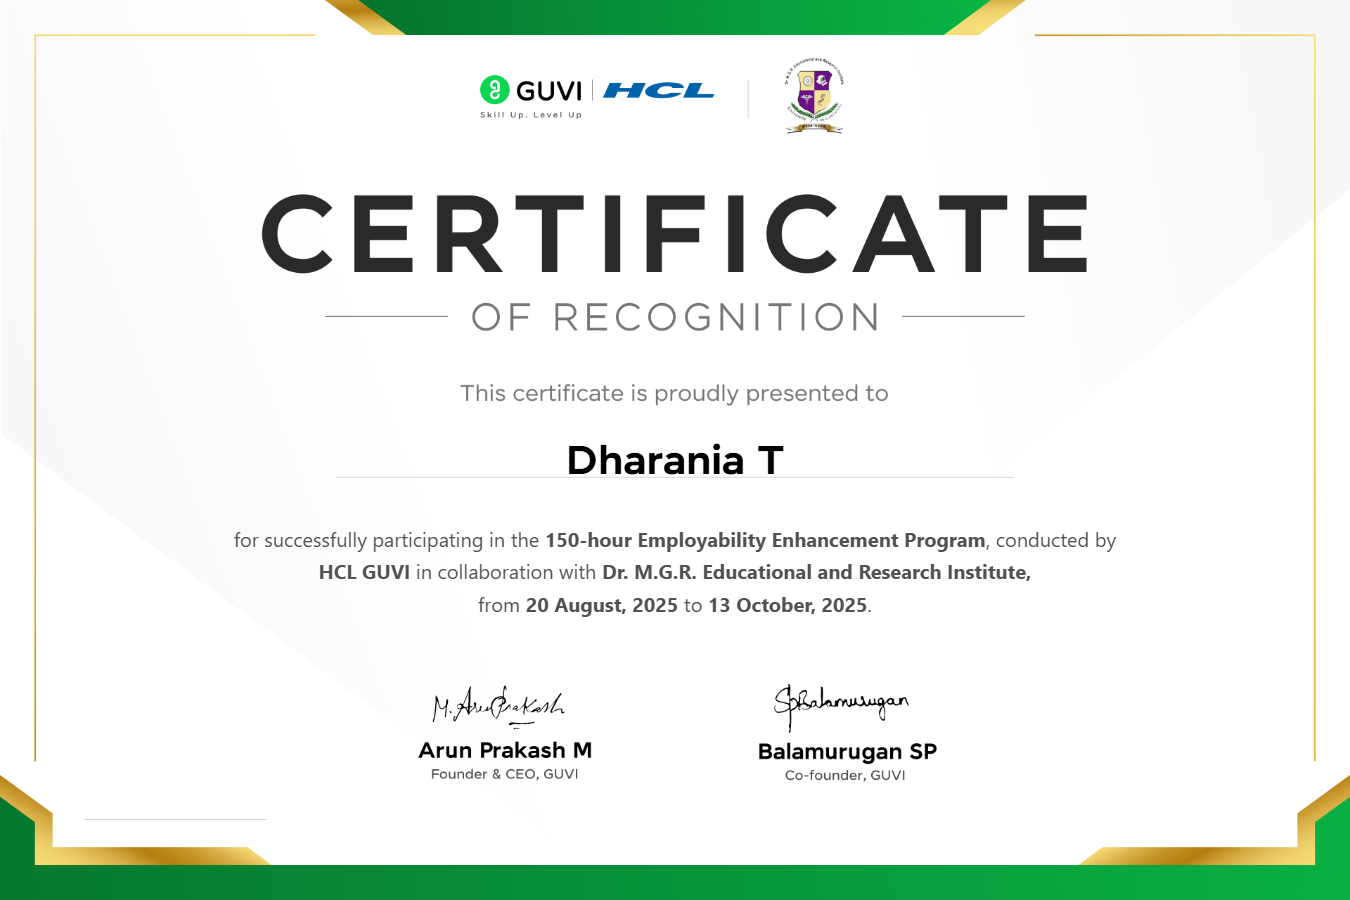 GUVI HCL
Skill Up. Level Up
CERTIFICATE
OF RECOGNITION
This certificate is proudly presented to
Dharania T
for successfully participating in the 150-hour Employability Enhancement Program, conducted by
HCL GUVI in collaboration with Dr. M.G.R. Educational and Research Institute,
from 20 August, 2025 to 13 October, 2025.
M. Arun Prakash
SpBalamurugan
Arun Prakash M
Balamurugan SP
Founder & CEO, GUVI
Co-founder, GUVI